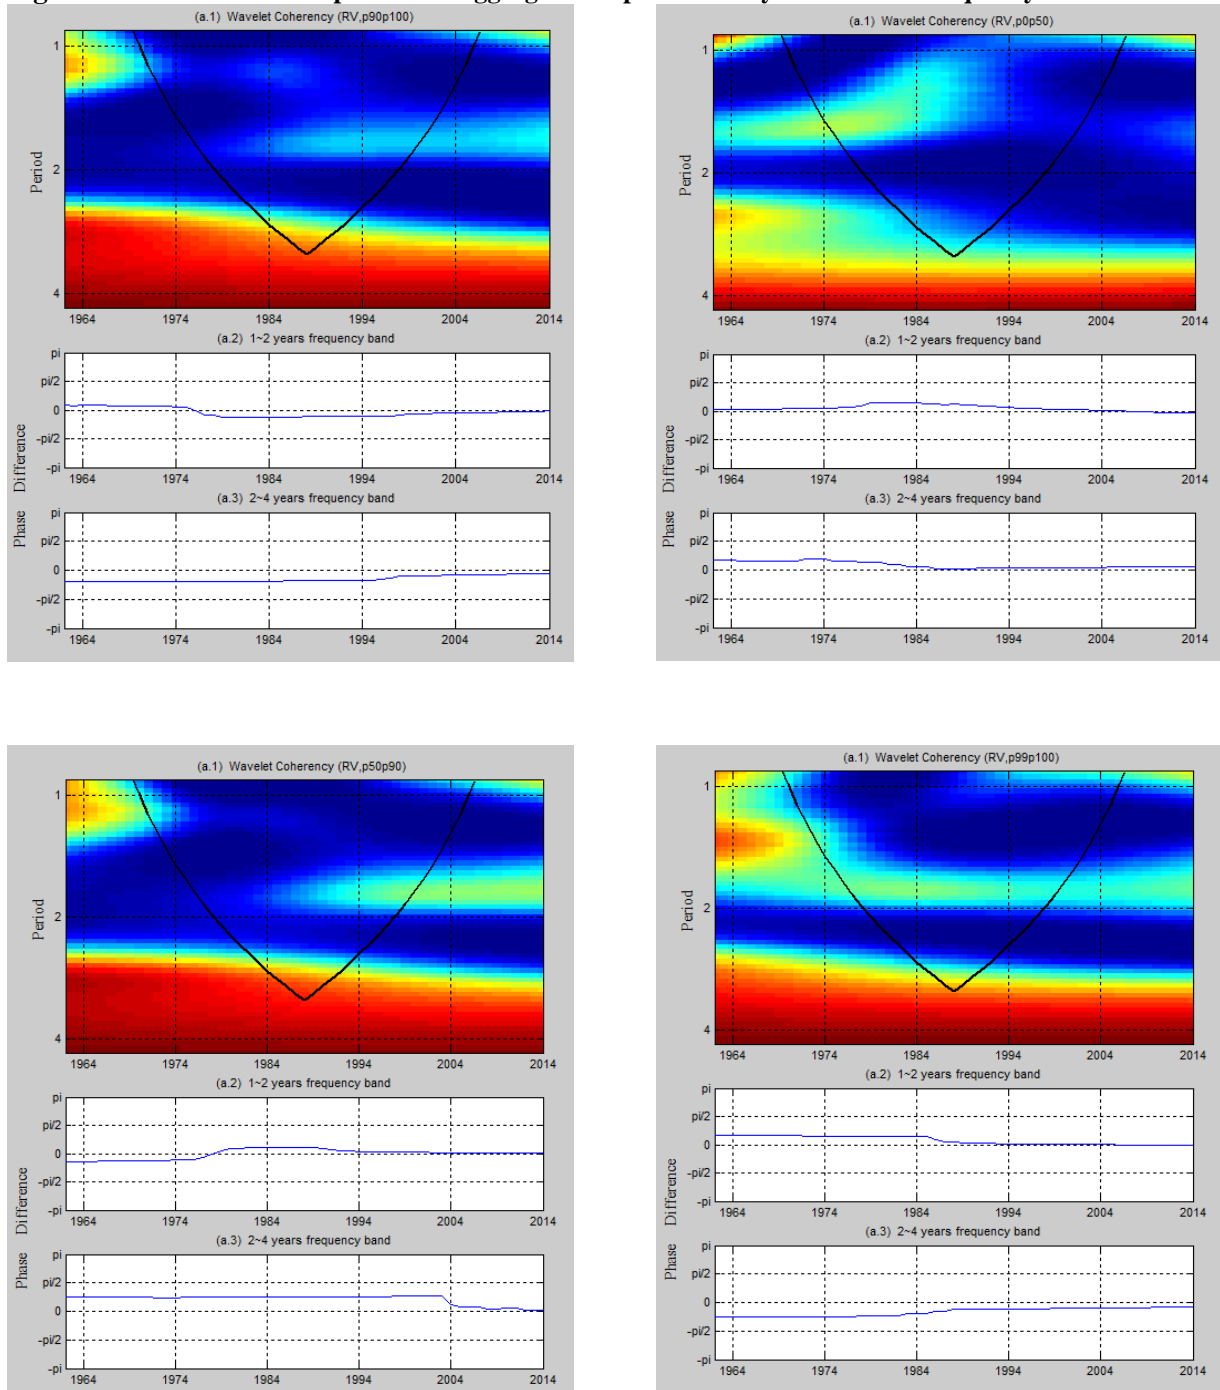 (a.1) Wavelet Coherency (RV,p90p100)
Period
1
2
4
1964 1974 1984 1994 2004 2014
(a.2) 1~2 years frequency band
pi
pi/2
0
-pi/2
-pi
1964 1974 1984 1994 2004 2014
(a.3) 2~4 years frequency band
Phase Difference
pi
pi/2
0
-pi/2
-pi
1964 1974 1984 1994 2004 2014
(a.1) Wavelet Coherency (RV,p0p50)
Period
1
2
4
1964 1974 1984 1994 2004 2014
(a.2) 1~2 years frequency band
pi
pi/2
0
-pi/2
-pi
1964 1974 1984 1994 2004 2014
(a.3) 2~4 years frequency band
Phase Difference
pi
pi/2
0
-pi/2
-pi
1964 1974 1984 1994 2004 2014
(a.1) Wavelet Coherency (RV,p50p90)
Period
1
2
4
1964 1974 1984 1994 2004 2014
(a.2) 1~2 years frequency band
pi
pi/2
0
-pi/2
-pi
1964 1974 1984 1994 2004 2014
(a.3) 2~4 years frequency band
Phase Difference
pi
pi/2
0
-pi/2
-pi
1964 1974 1984 1994 2004 2014
(a.1) Wavelet Coherency (RV,p99p100)
Period
1
2
4
1964 1974 1984 1994 2004 2014
(a.2) 1~2 years frequency band
pi
pi/2
0
-pi/2
-pi
1964 1974 1984 1994 2004 2014
(a.3) 2~4 years frequency band
Phase Difference
pi
pi/2
0
-pi/2
-pi
1964 1974 1984 1994 2004 2014